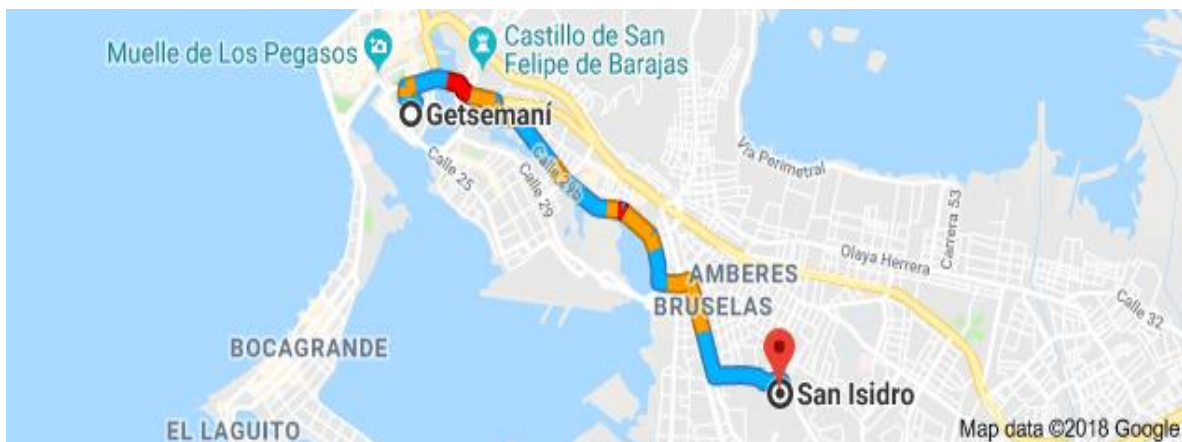 Muelle de Los Pegasos
Castillo de San
Felipe de Barajas
Getsemaní
Calle 25
Calle 29
Calle 29b
Vía Perimetral
Carrera 53
Olaya Herrera
Calle 32
AMBERES
BRUSELAS
BOCAGRANDE
San Isidro
EL LAGUITO
Map data ©2018 Google